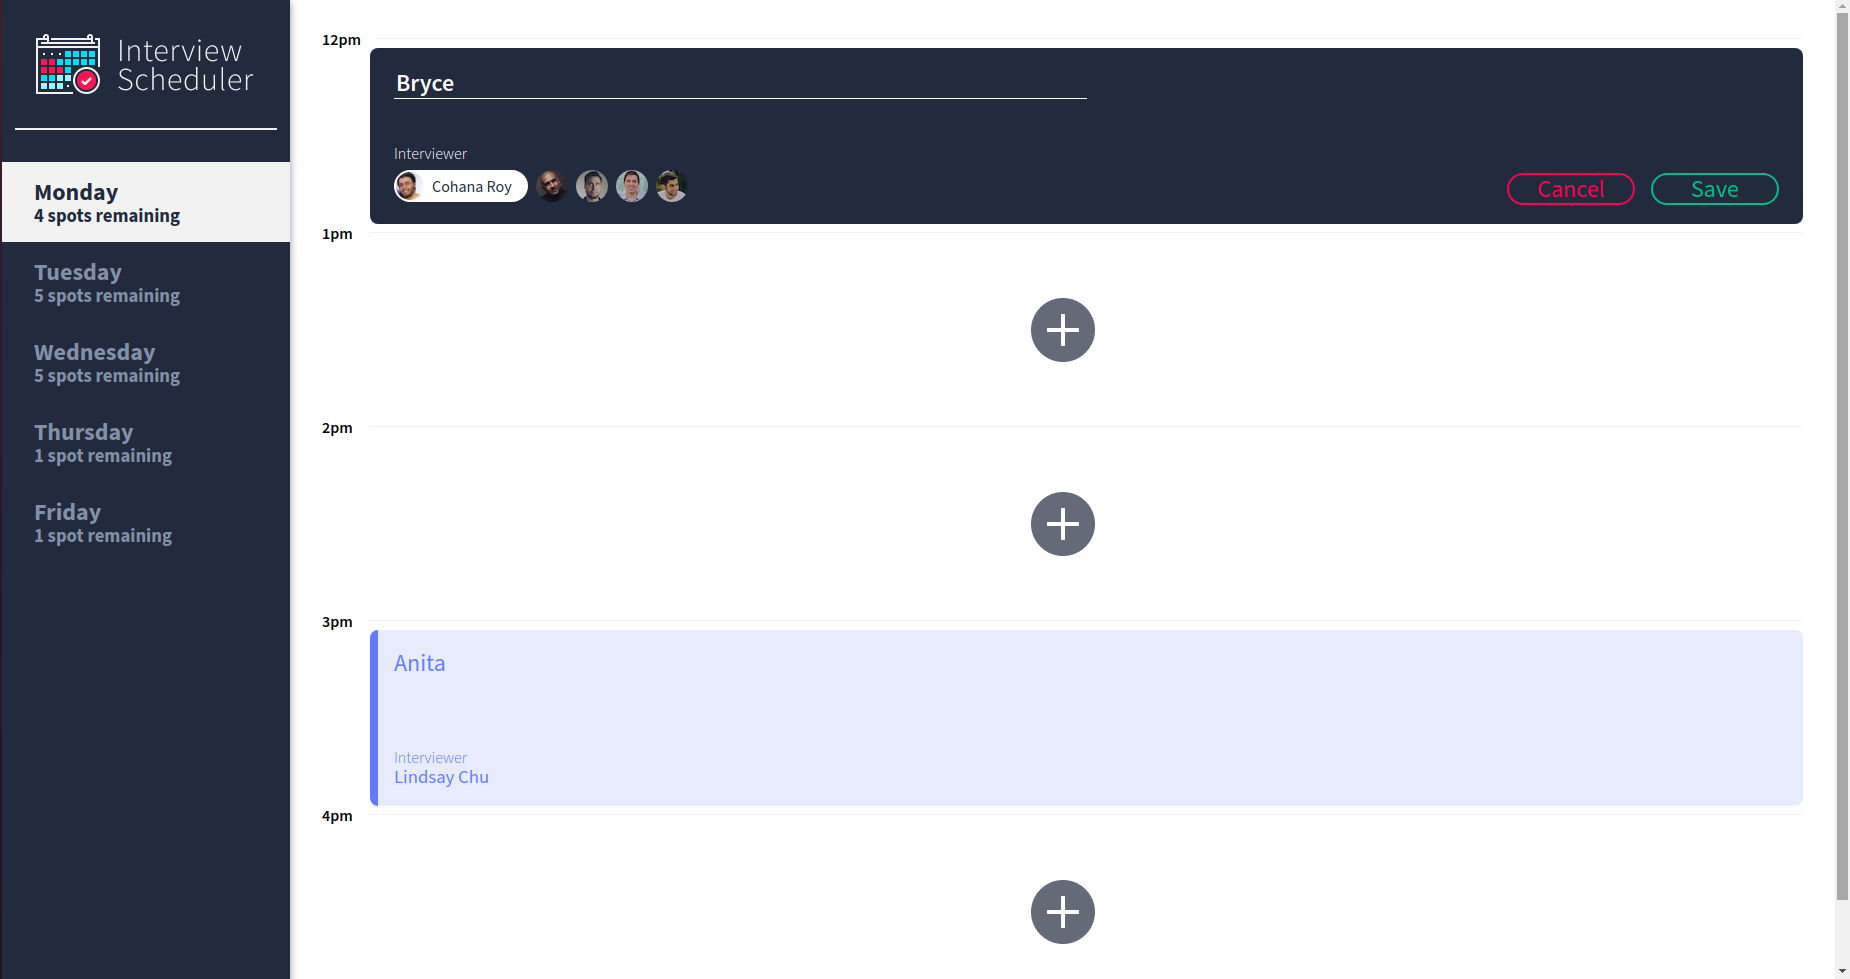 Interview
Scheduler
Monday
4 spots remaining
Tuesday
5 spots remaining
Wednesday
5 spots remaining
Thursday
1 spot remaining
Friday
1 spot remaining
12pm
Bryce
Interviewer
Cohana Roy
Cancel
Save
1pm
2pm
3pm
Anita
Interviewer
Lindsay Chu
4pm